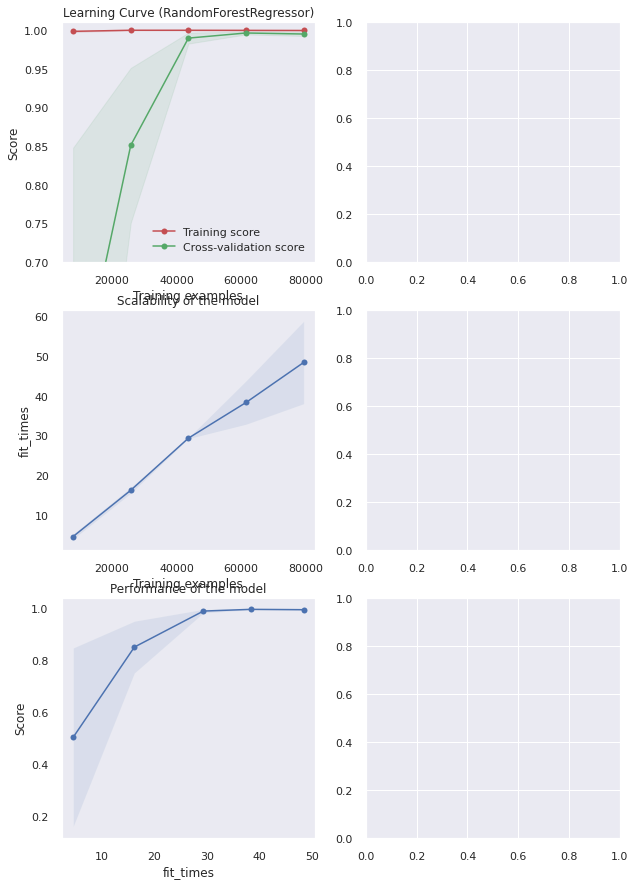 Learning Curve (RandomForestRegressor)
1.00
0.95
0.90
0.85
0.80
0.75
0.70
Score
Training score
Cross-validation score
20000 40000 60000 80000
Training examples
1.0
0.8
0.6
0.4
0.2
0.0
0.0 0.2 0.4 0.6 0.8 1.0
Scalability of the model
60
50
40
30
20
10
fit_times
20000 40000 60000 80000
Training examples
1.0
0.8
0.6
0.4
0.2
0.0
0.0 0.2 0.4 0.6 0.8 1.0
Performance of the model
1.0
0.8
0.6
0.4
0.2
Score
10 20 30 40 50
fit_times
1.0
0.8
0.6
0.4
0.2
0.0
0.0 0.2 0.4 0.6 0.8 1.0